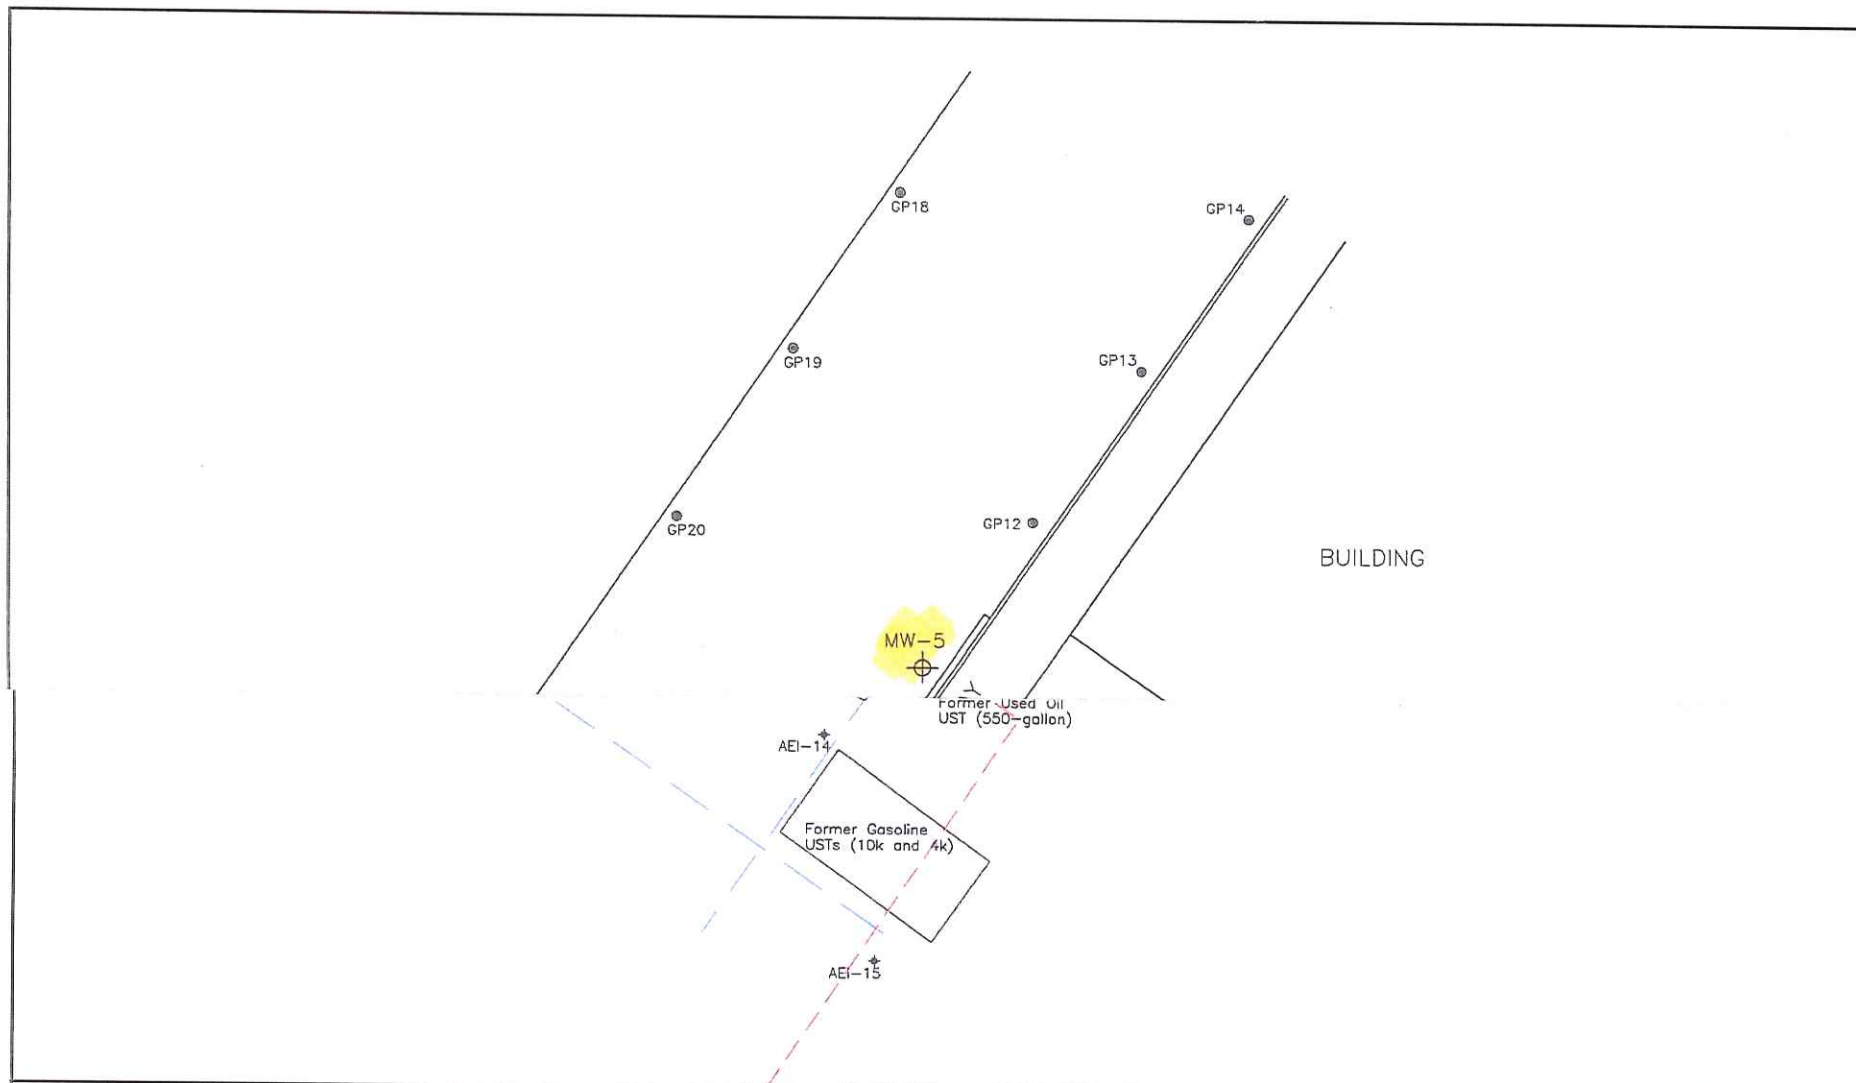 GP18
GP14
GP19
GP13
GP20
GP12
BUILDING
MW-5
Former Used Oil
UST (550-gallon)
AEI-14
Former Gasoline
USTs (10k and 4k)
AEI-15